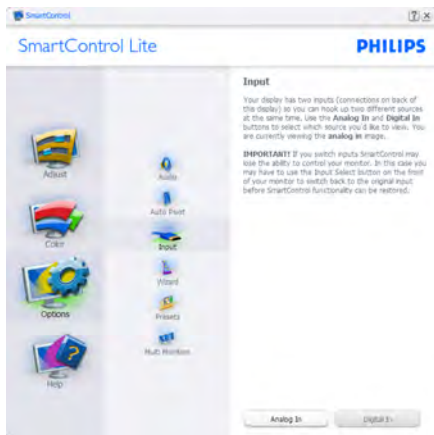 SmartControl
SmartControl Lite
PHILIPS
Adjust
Color
Options
Help
Audio
Auto Pivot
Input
Wizard
Presets
Multi Monitors
Input
Your display has two inputs (connections on back of
this display) so you can hook up two different sources
at the same time. Use the Analog In and Digital In
buttons to select which source you'd like to view. You
are currently viewing the analog in image.
IMPORTANT! If you switch inputs SmartControl may
lose the ability to control your monitor. In this case you
may have to use the Input Select button on the front
of your monitor to switch back to the original input
before SmartControl functionality can be restored.
Analog In
Digital In